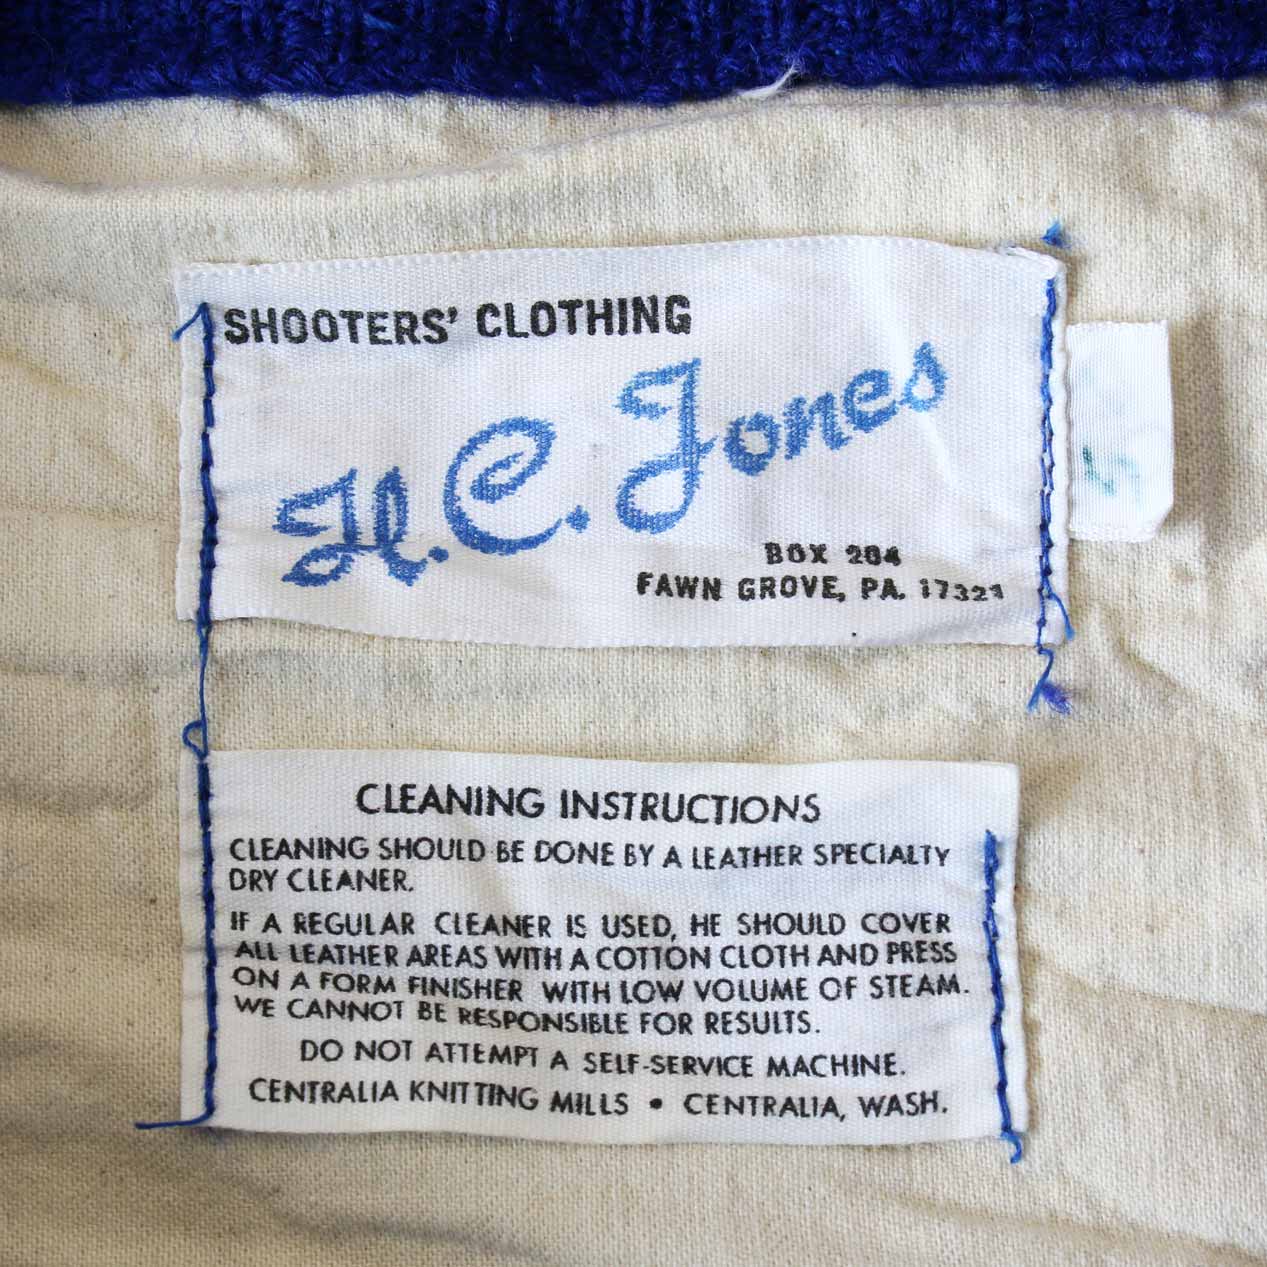 SHOOTERS' CLOTHING
H.C. Jones
BOX 204
FAWN GROVE, PA. 17321
CLEANING INSTRUCTIONS
CLEANING SHOULD BE DONE BY A LEATHER SPECIALTY
DRY CLEANER.
IF A REGULAR CLEANER IS USED, HE SHOULD COVER
ALL LEATHER AREAS WITH A COTTON CLOTH AND PRESS
ON A FORM FINISHER WITH LOW VOLUME OF STEAM.
WE CANNOT BE RESPONSIBLE FOR RESULTS.
DO NOT ATTEMPT A SELF-SERVICE MACHINE.
CENTRALIA KNITTING MILLS • CENTRALIA, WASH.